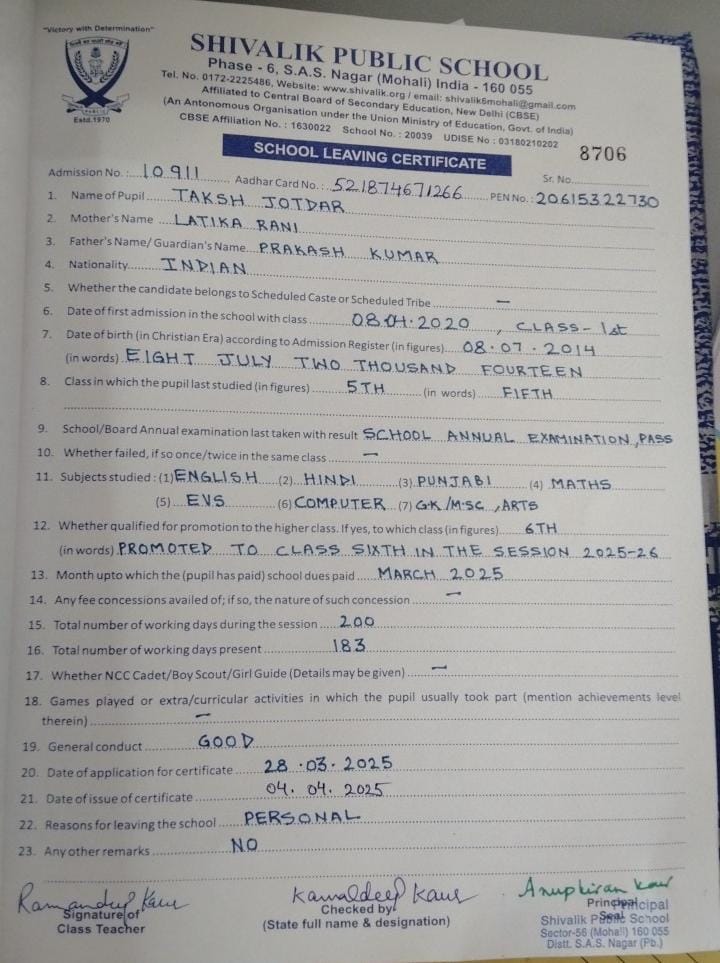 "Victory with Determination"
SHIVALIK PUBLIC SCHOOL
Phase - 6, S.A.S. Nagar (Mohali) India - 160 055
Tel. No. 0172-2225486, Website: www.shivalik.org / email: shivalik6mohali@gmail.com
Affiliated to Central Board of Secondary Education, New Delhi (CBSE)
(An Antonomous Organisation under the Union Ministry of Education, Govt. of India)
CBSE Affiliation No. : 1630022 School No. : 20039 UDISE No : 03180210202
Estd.1970
SCHOOL LEAVING CERTIFICATE
8706
Sr. No.
Admission No. : 10911 Aadhar Card No. : 521874671266 PEN No. : 20615322730
1. Name of Pupil TAKSH JOTDAR
2. Mother's Name LATIKA RANI
3. Father's Name/ Guardian's Name PRAKASH KUMAR
4. Nationality INDIAN
5. Whether the candidate belongs to Scheduled Caste or Scheduled Tribe —
6. Date of first admission in the school with class 08.04.2020, CLASS-1st
7. Date of birth (in Christian Era) according to Admission Register (in figures) 08.07.2014
(in words) EIGHT JULY TWO THOUSAND FOURTEEN
8. Class in which the pupil last studied (in figures) 5TH (in words) FIFTH
9. School/Board Annual examination last taken with result SCHOOL ANNUAL EXAMINATION, PASS
10. Whether failed, if so once/twice in the same class —
11. Subjects studied : (1) ENGLISH (2) HINDI (3) PUNJABI (4) MATHS
(5) EVS (6) COMPUTER (7) GK/M.SC, ARTS
12. Whether qualified for promotion to the higher class. If yes, to which class (in figures) 6TH
(in words) PROMOTED TO CLASS SIXTH IN THE SESSION 2025-26
13. Month upto which the (pupil has paid) school dues paid MARCH 2025
14. Any fee concessions availed of; if so, the nature of such concession —
15. Total number of working days during the session 200
16. Total number of working days present 183
17. Whether NCC Cadet/Boy Scout/Girl Guide (Details may be given) —
18. Games played or extra/curricular activities in which the pupil usually took part (mention achievements level
therein) —
19. General conduct GOOD
20. Date of application for certificate 28.03.2025
21. Date of issue of certificate 04.04.2025
22. Reasons for leaving the school PERSONAL
23. Any other remarks NO
Ramandeep Kaur Kamaldeep Kaur Anupkiran Kaur
Signature of Class Teacher
Checked by
(State full name & designation)
Principal
Seal
Principal
Shivalik Public School
Sector-56 (Mohali) 160 055
Distt. S.A.S. Nagar (Pb.)